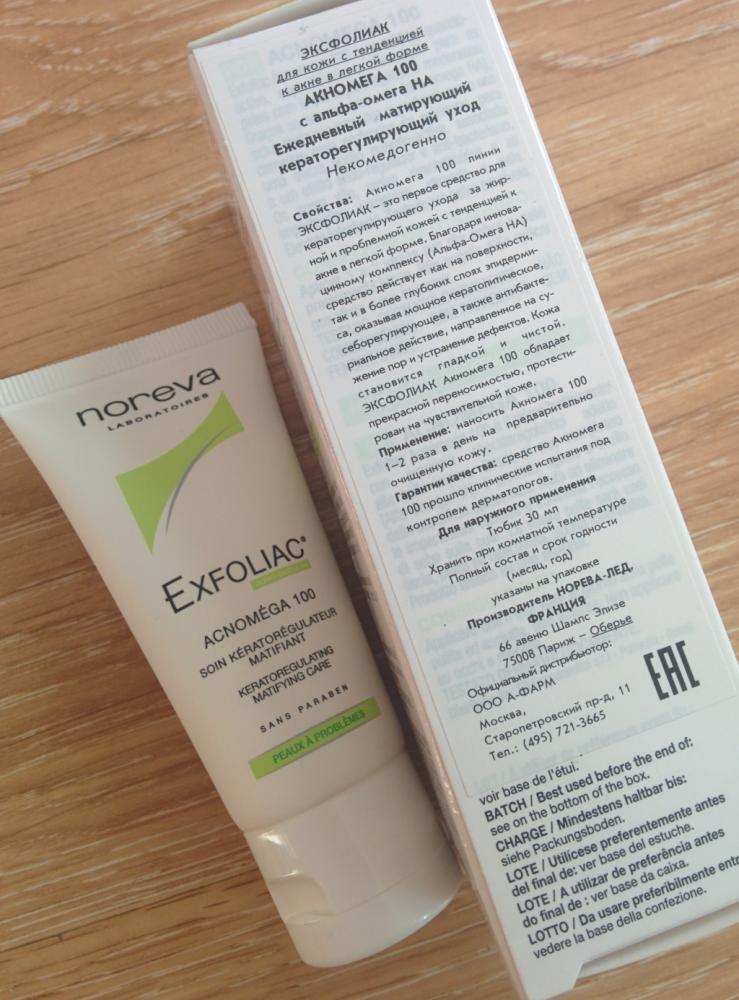 noreva
LABORATOIRES
EXFOLIAC®
ACNOMÉGA 100
SOIN KÉRATORÉGULATEUR
MATIFIANT
KERATOREGULATING
MATIFYING CARE
SANS PARABEN
PEAUX À PROBLÈMES
ЭКСФОЛИАК
для кожи с тенденцией
к акне в легкой форме
АКНОМЕГА 100
с альфа-омега НА
Ежедневный матирующий
кераторегулирующий уход
Некомедогенно
Свойства: Акномега 100 линии
ЭКСФОЛИАК – это первое средство для
кераторегулирующего ухода за жир-
ной и проблемной кожей с тенденцией к
акне в легкой форме. Благодаря иннова-
ционному комплексу (Альфа-Омега НА)
средство действует как на поверхности,
так и в более глубоких слоях эпидерми-
са, оказывая мощное кератолитическое,
себорегулирующее, а также антибакте-
риальное действие, направленное на су-
жение пор и устранение дефектов. Кожа
становится гладкой и чистой.
ЭКСФОЛИАК Акномега 100 обладает
прекрасной переносимостью, протести-
рован на чувствительной коже.
Применение: наносить Акномега 100
1–2 раза в день на предварительно
очищенную кожу.
Гарантии качества: средство Акномега
100 прошло клинические испытания под
контролем дерматологов.
Для наружного применения
Тюбик 30 мл
Хранить при комнатной температуре
Полный состав и срок годности
(месяц, год)
указаны на упаковке
Производитель НОРЕВА-ЛЕД,
ФРАНЦИЯ
66 авеню Шампс Элизе
75008 Париж – Оберье
Официальный дистрибьютор:
ООО А-ФАРМ
Москва,
Старопетровский пр-д, 11
Тел.: (495) 721-3665
EAC
voir base de l'étui.
BATCH / Best used before the end of:
see on the bottom of the box.
CHARGE / Mindestens haltbar bis:
siehe Packungsboden.
LOTE / Utilicese preferentemente antes
del final de: ver base del estuche.
LOTE / A utilizar de preferência antes
do final de : ver base da caixa.
LOTTO / Da usare preferibilmente entr
vedere la base della confezione.